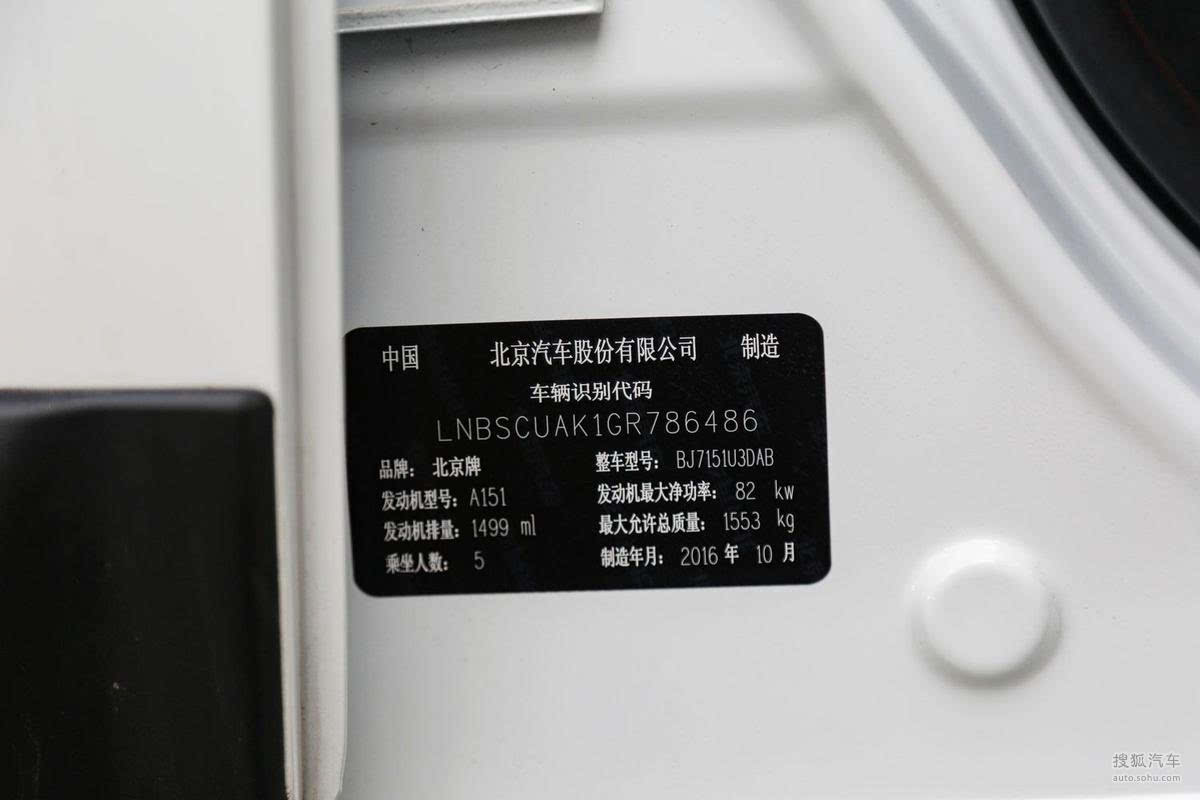 中国 北京汽车股份有限公司 制造
车辆识别代码
LNBSCUAK1GR786486
品牌: 北京牌 整车型号: BJ7151U3DAB
发动机型号: A151 发动机最大净功率: 82 kw
发动机排量: 1499 ml 最大允许总质量: 1553 kg
乘坐人数: 5 制造年月: 2016 年 10 月
搜狐汽车
auto.sohu.com